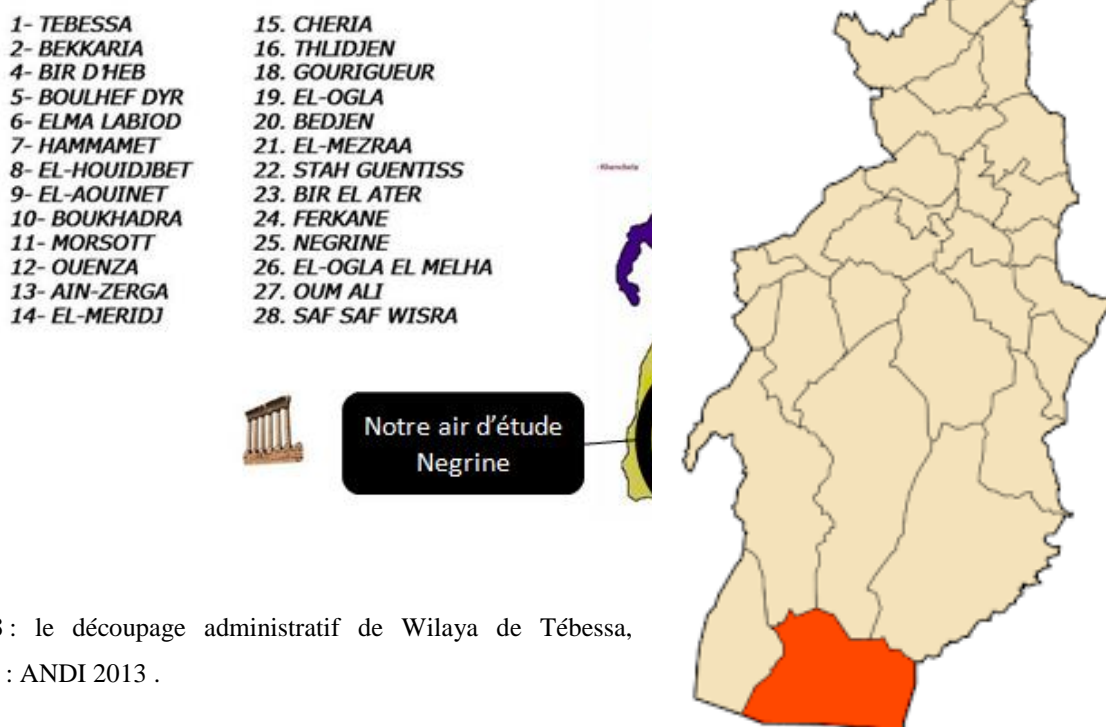 1- TEBESSA
2- BEKKARIA
4- BIR D'HEB
5- BOULHEF DYR
6- ELMA LABIOD
7- HAMMAMET
8- EL-HOUIDJBET
9- EL-AOUINET
10- BOUKHADRA
11- MORSOTT
12- OUENZA
13- AIN-ZERGA
14- EL-MERIDJ
15. CHERIA
16. THLIDJEN
18. GOURIGUEUR
19. EL-OGLA
20. BEDJEN
21. EL-MEZRAA
22. STAH GUENTISS
23. BIR EL ATER
24. FERKANE
25. NEGRINE
26. EL-OGLA EL MELHA
27. OUM ALI
28. SAF SAF WISRA
Khenchela
Notre air d'étude
Negrine
8 : le découpage administratif de Wilaya de Tébessa,
: ANDI 2013 .